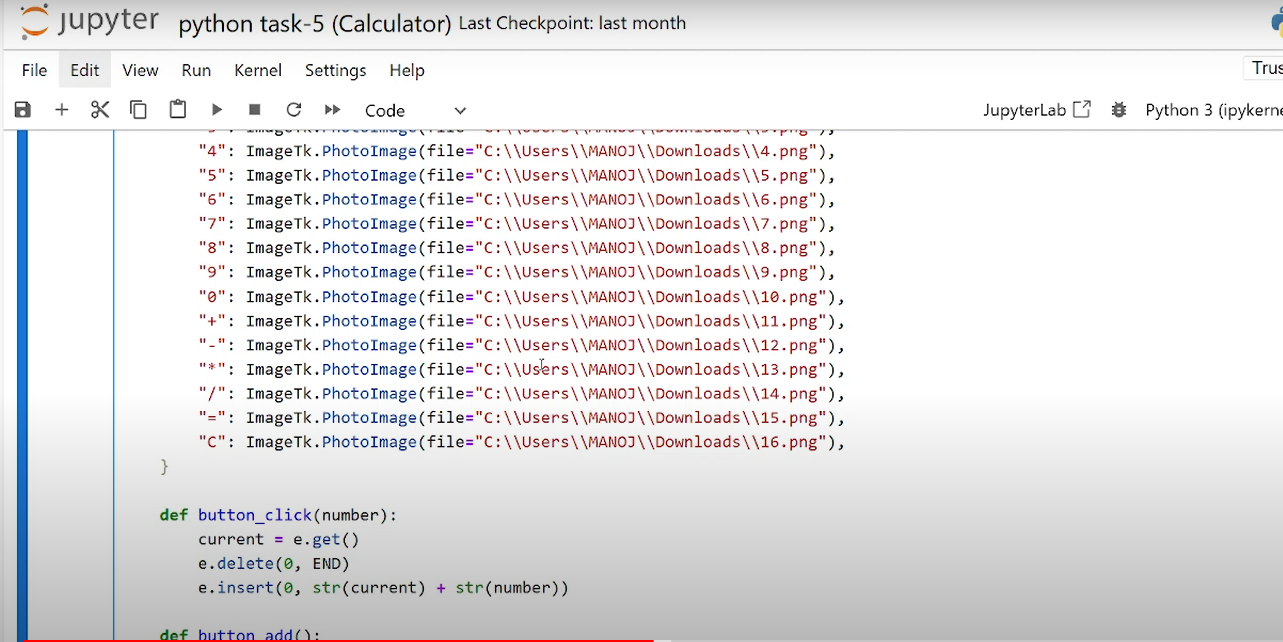 jupyter python task-5 (Calculator) Last Checkpoint: last month
File Edit View Run Kernel Settings Help
Trus
Code JupyterLab Python 3 (ipykerne
"4": ImageTk.PhotoImage(file="C:\\Users\\MANOJ\\Downloads\\4.png"),
"5": ImageTk.PhotoImage(file="C:\\Users\\MANOJ\\Downloads\\5.png"),
"6": ImageTk.PhotoImage(file="C:\\Users\\MANOJ\\Downloads\\6.png"),
"7": ImageTk.PhotoImage(file="C:\\Users\\MANOJ\\Downloads\\7.png"),
"8": ImageTk.PhotoImage(file="C:\\Users\\MANOJ\\Downloads\\8.png"),
"9": ImageTk.PhotoImage(file="C:\\Users\\MANOJ\\Downloads\\9.png"),
"0": ImageTk.PhotoImage(file="C:\\Users\\MANOJ\\Downloads\\10.png"),
"+": ImageTk.PhotoImage(file="C:\\Users\\MANOJ\\Downloads\\11.png"),
"-": ImageTk.PhotoImage(file="C:\\Users\\MANOJ\\Downloads\\12.png"),
"*": ImageTk.PhotoImage(file="C:\\Users\\MANOJ\\Downloads\\13.png"),
"/": ImageTk.PhotoImage(file="C:\\Users\\MANOJ\\Downloads\\14.png"),
"=": ImageTk.PhotoImage(file="C:\\Users\\MANOJ\\Downloads\\15.png"),
"C": ImageTk.PhotoImage(file="C:\\Users\\MANOJ\\Downloads\\16.png"),
}
def button_click(number):
current = e.get()
e.delete(0, END)
e.insert(0, str(current) + str(number))
def button_add():